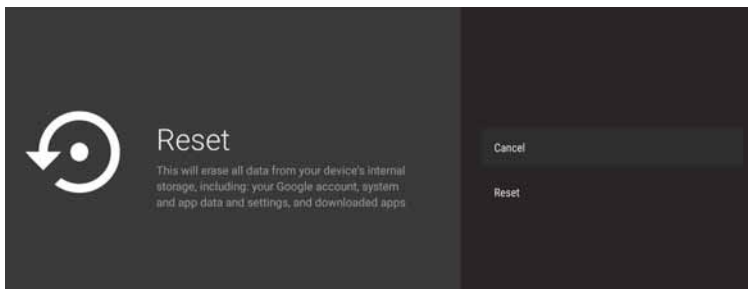 Reset
This will erase all data from your device's internal
storage, including: your Google account, system
and app data and settings, and downloaded apps
Cancel
Reset